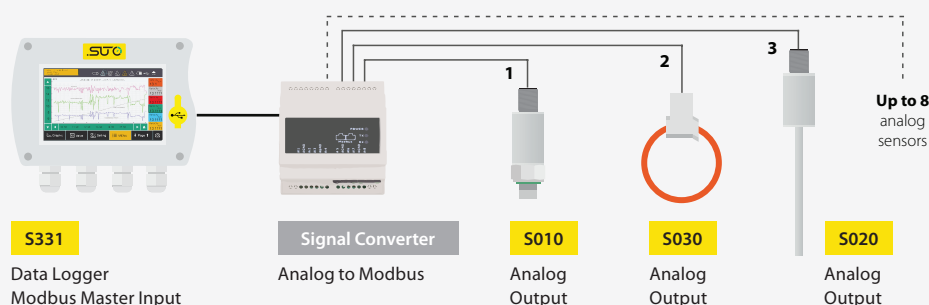 SUTO
1
2
3
Up to 8
analog
sensors
S331
Data Logger
Modbus Master Input
Signal Converter
Analog to Modbus
S010
Analog
Output
S030
Analog
Output
S020
Analog
Output